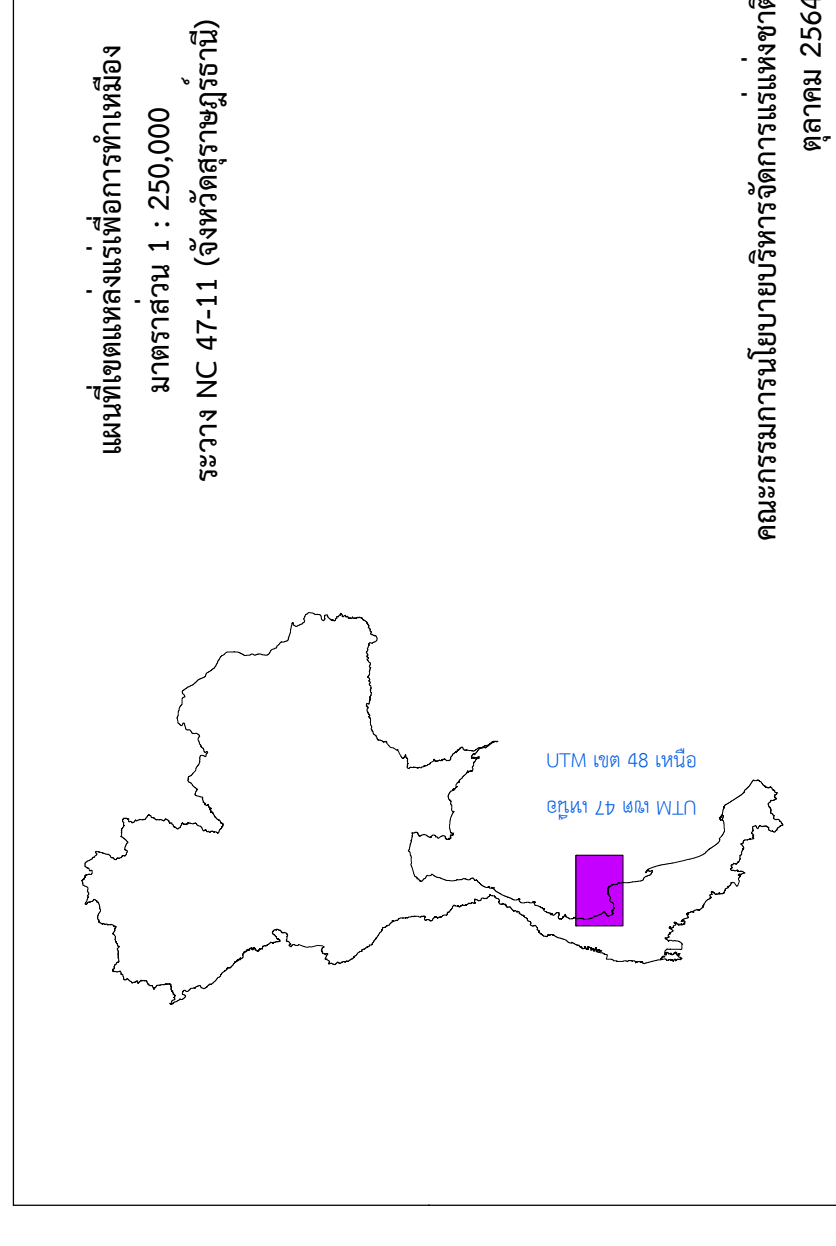 แผนที่เขตแหล่งแร่เพื่อการทำเหมือง
มาตราส่วน 1 : 250,000
ระวาง NC 47-11 (จังหวัดสุราษฎร์ธานี)
UTM เขต 48 เหนือ
UTM เขต 47 เหนือ
คณะกรรมการนโยบายบริหารจัดการแร่แห่งชาติ
ตุลาคม 2564